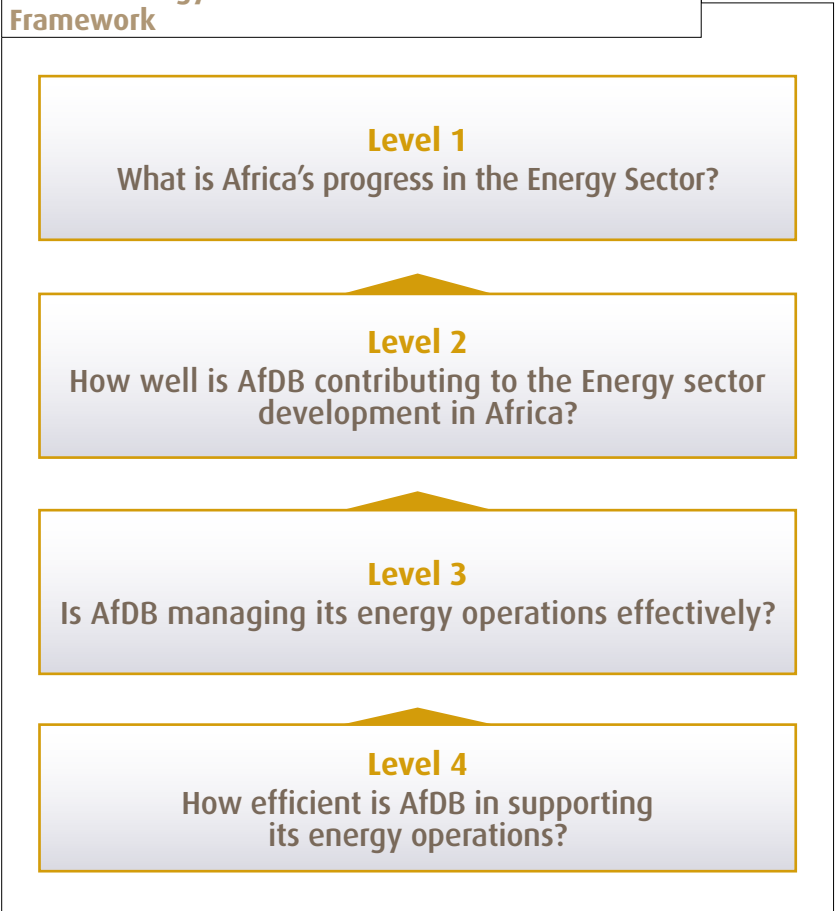 Framework
Level 1
What is Africa's progress in the Energy Sector?
Level 2
How well is AfDB contributing to the Energy sector
development in Africa?
Level 3
Is AfDB managing its energy operations effectively?
Level 4
How efficient is AfDB in supporting
its energy operations?